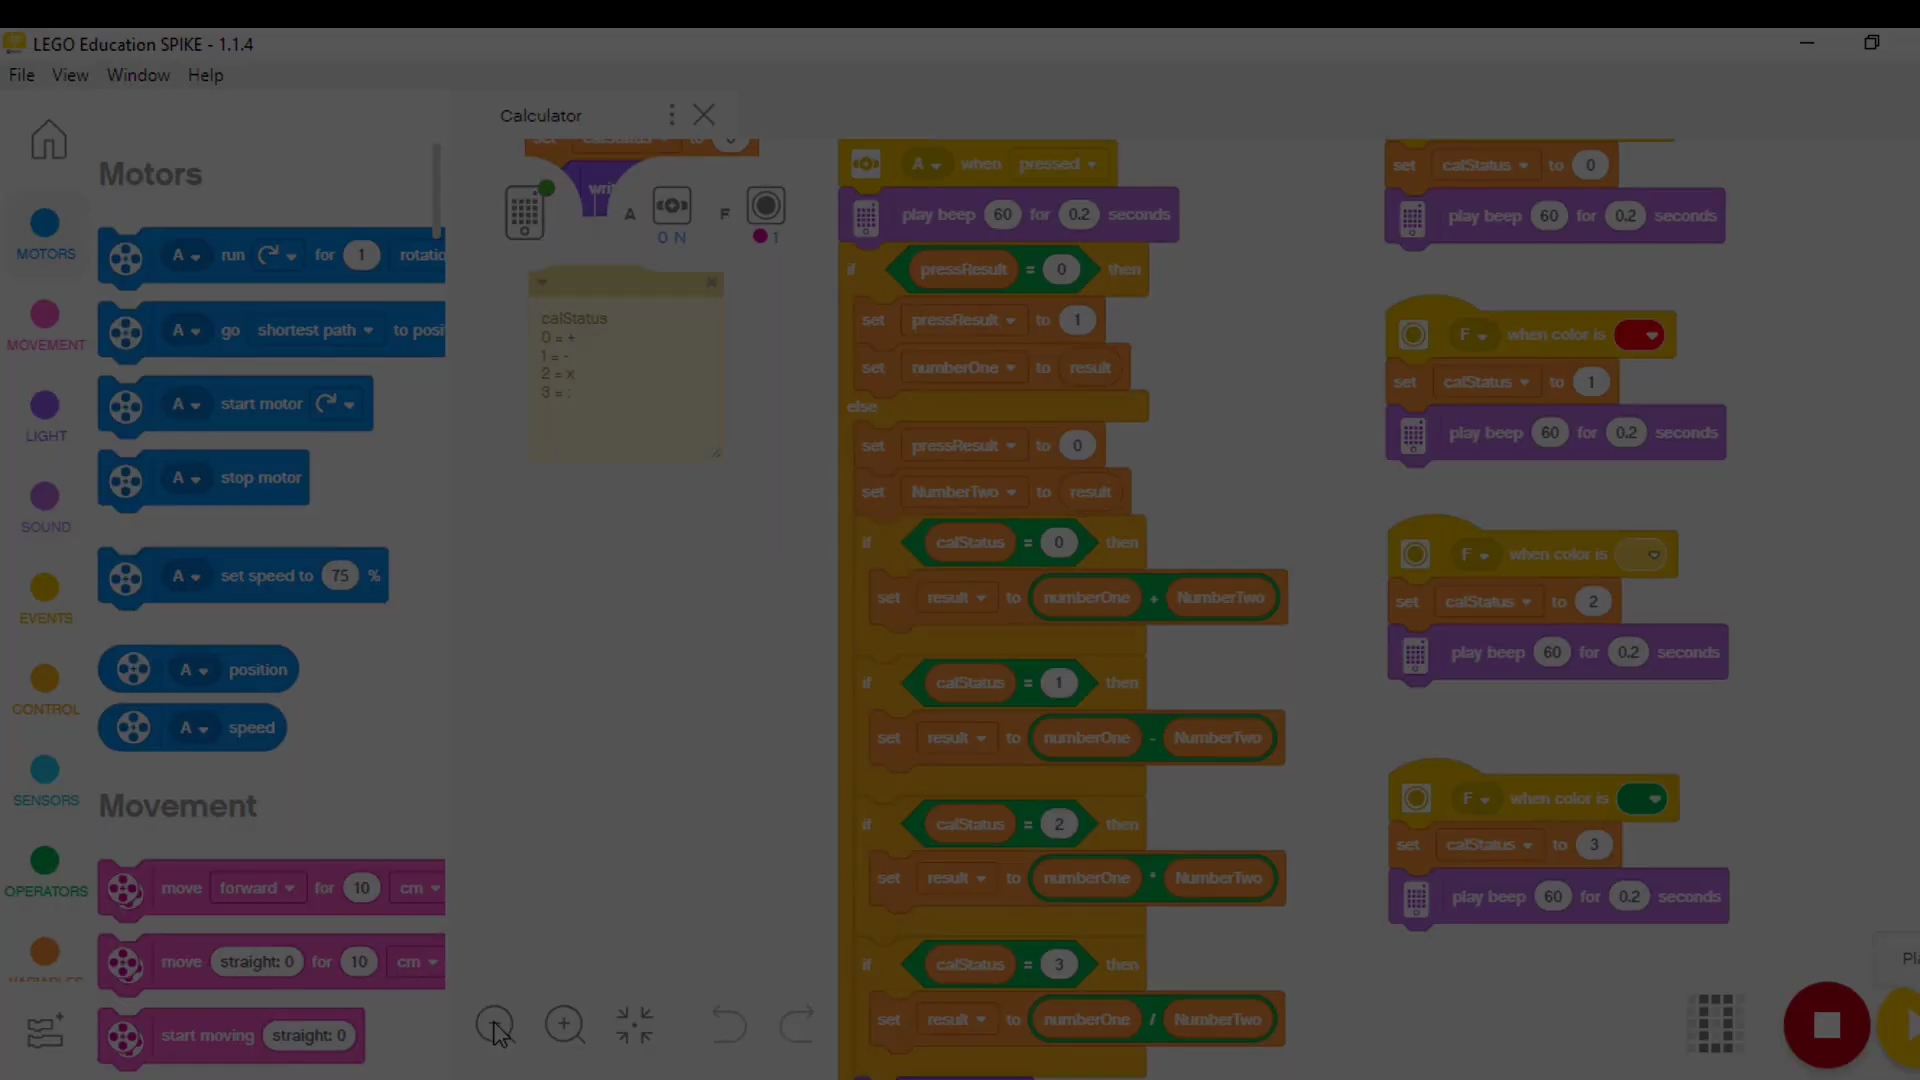 LEGO Education SPIKE - 1.1.4
File View Window Help
Calculator
Motors
MOTORS
MOVEMENT
LIGHT
SOUND
EVENTS
CONTROL
SENSORS
OPERATORS
A run for 1
A go shortest path to
A start motor
A stop motor
A set speed to 75 %
A position
A speed
Movement
move forward for 10 cm
move straight: 0 for 10 cm
start moving straight: 0
A
0 N
F
1
calStatus
0 = +
1 = -
2 = x
3 = :
A when pressed
play beep 60 for 0.2 seconds
if pressResult = 0 then
set pressResult to 1
set numberOne to result
else
set pressResult to 0
set NumberTwo to result
if calStatus = 0 then
set result to numberOne + NumberTwo
if calStatus = 1 then
set result to numberOne - NumberTwo
if calStatus = 2 then
set result to numberOne * NumberTwo
if calStatus = 3 then
set result to numberOne / NumberTwo
set calStatus to 0
play beep 60 for 0.2 seconds
F when color is
set calStatus to 1
play beep 60 for 0.2 seconds
F when color is
set calStatus to 2
play beep 60 for 0.2 seconds
F when color is
set calStatus to 3
play beep 60 for 0.2 seconds